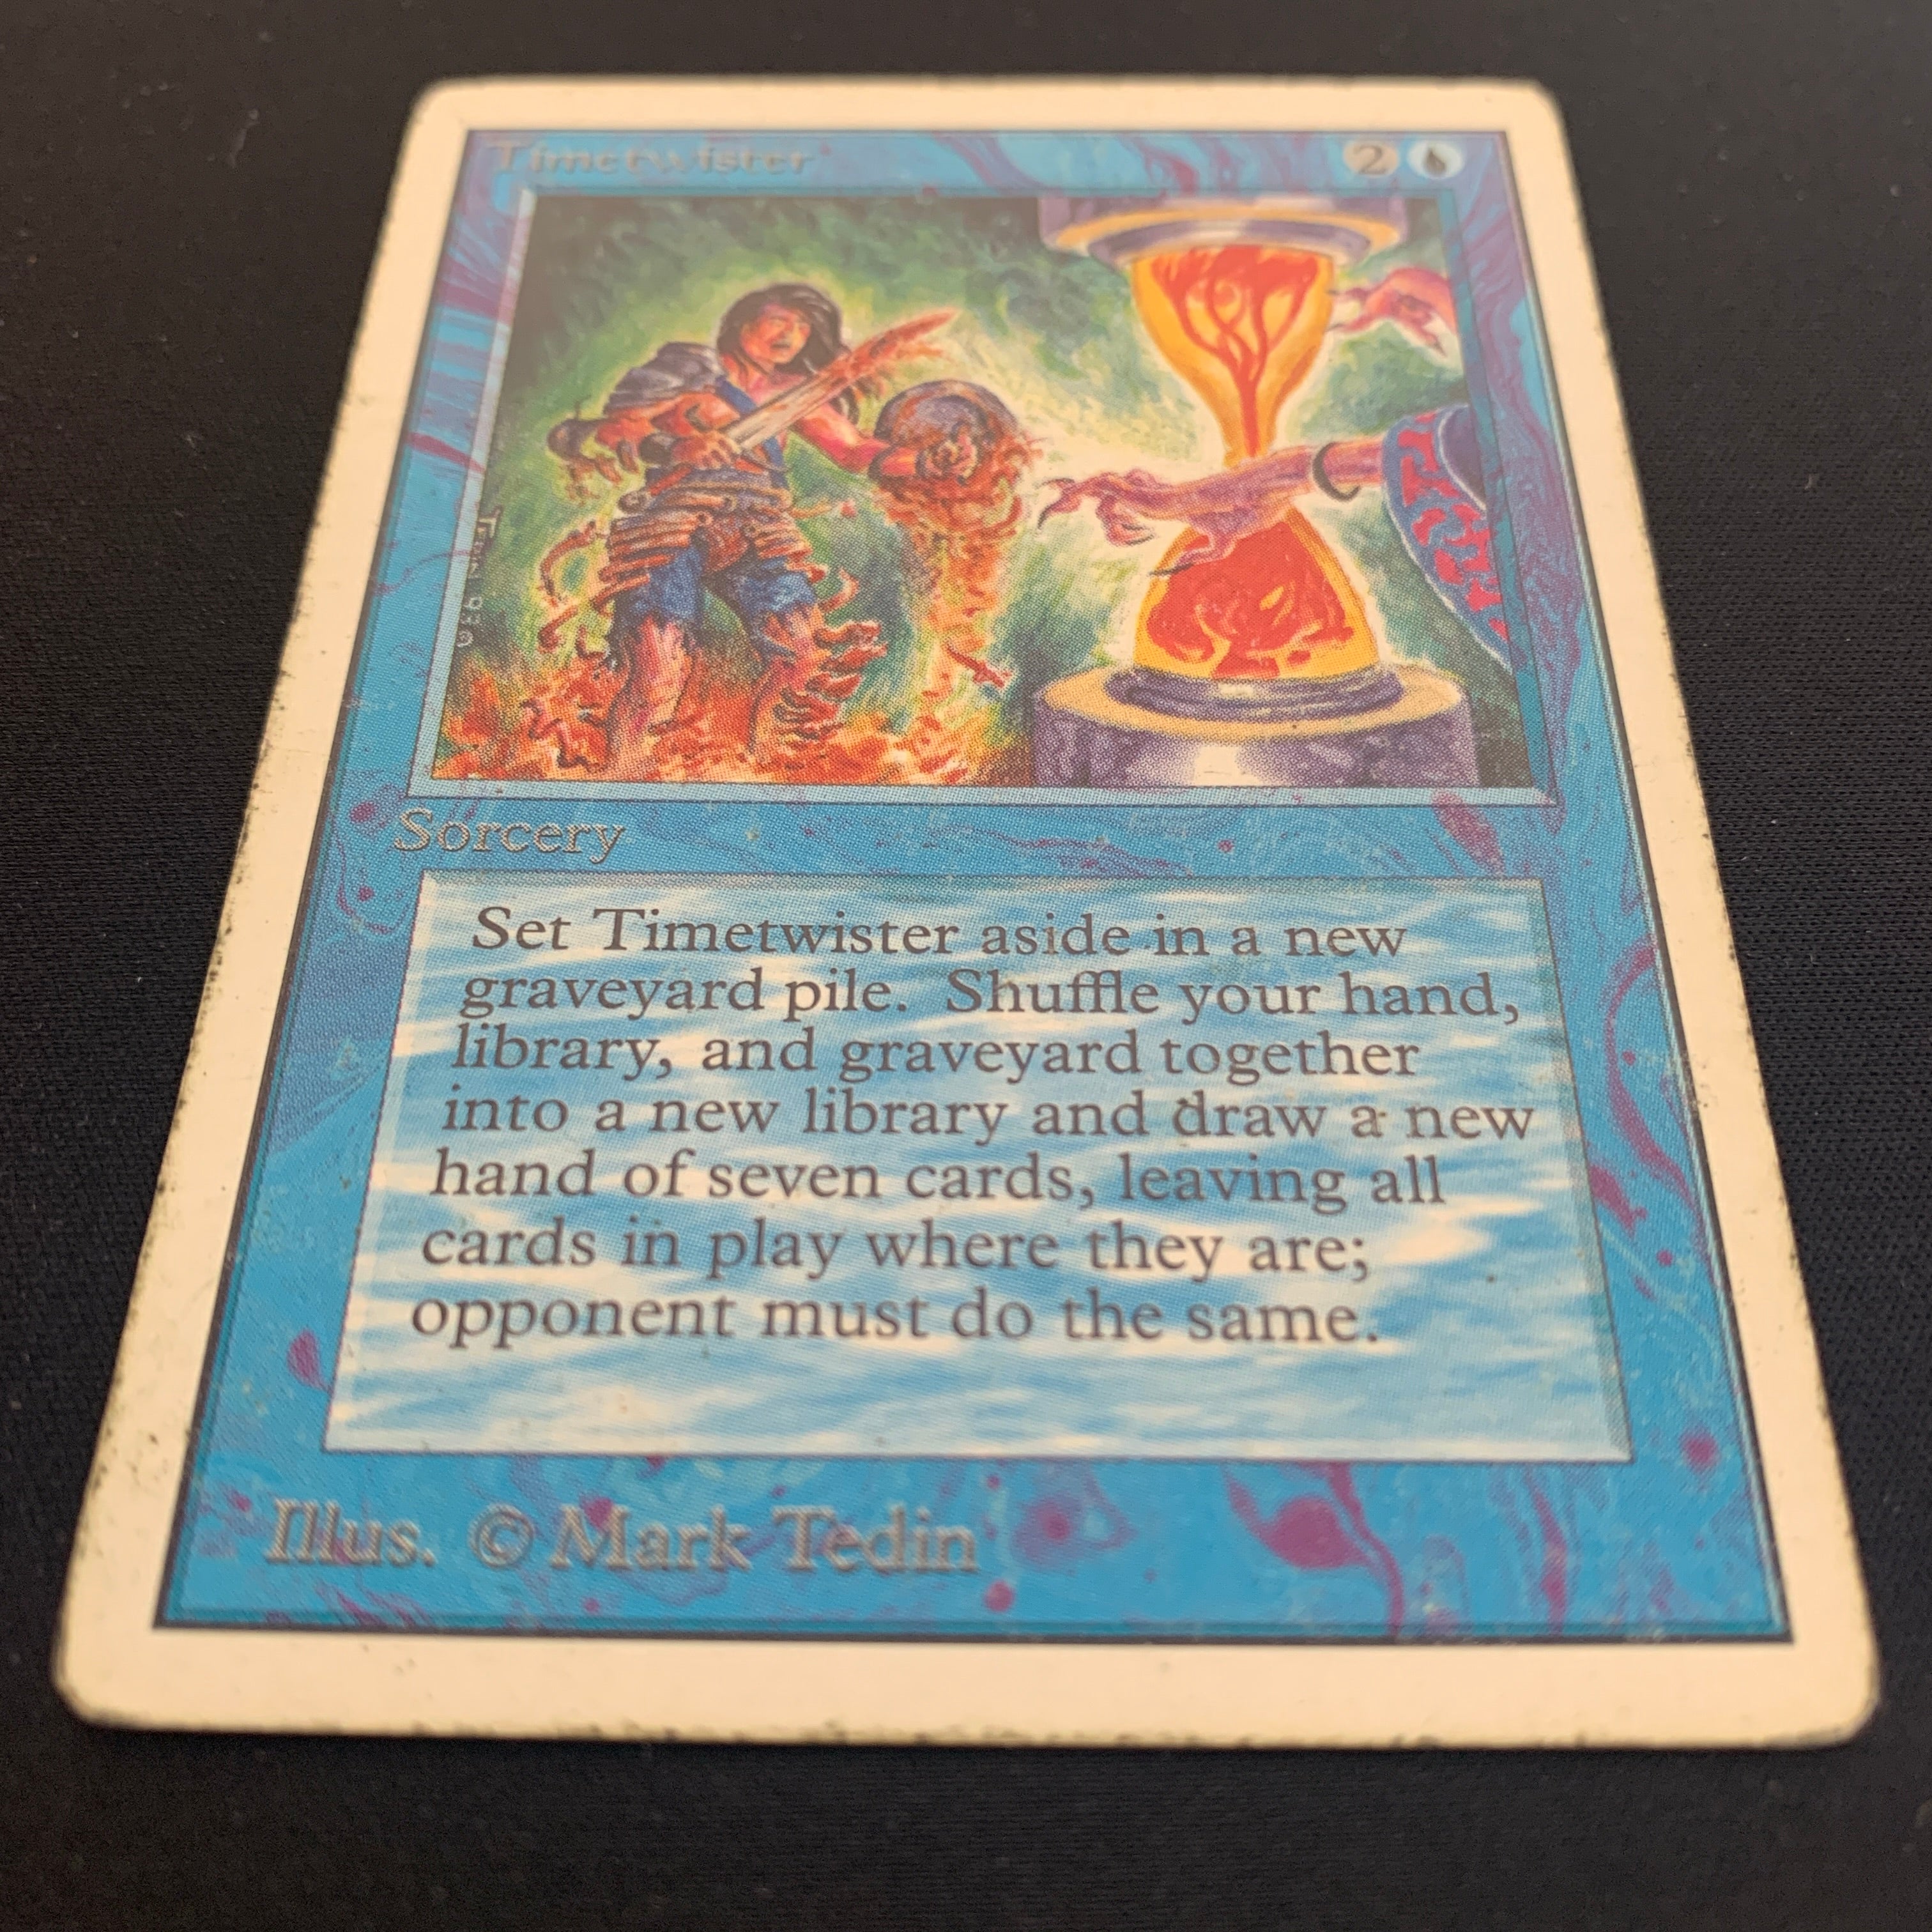 Timetwister 2
Sorcery
Set Timetwister aside in a new
graveyard pile. Shuffle your hand,
library, and graveyard together
into a new library and draw a new
hand of seven cards, leaving all
cards in play where they are;
opponent must do the same.
Illus. © Mark Tedin